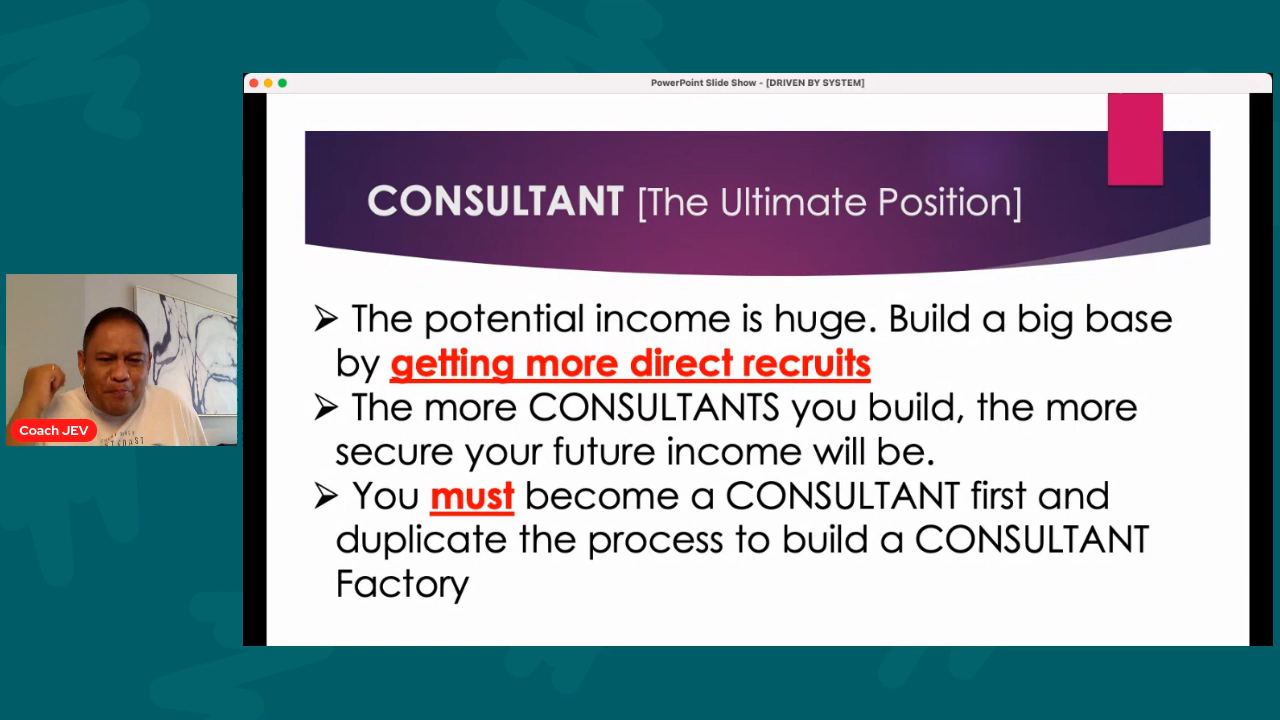 PowerPoint Slide Show - [DRIVEN BY SYSTEM]
CONSULTANT [The Ultimate Position]
➢ The potential income is huge. Build a big base
by getting more direct recruits
➢ The more CONSULTANTS you build, the more
secure your future income will be.
➢ You must become a CONSULTANT first and
duplicate the process to build a CONSULTANT
Factory
Coach JEV